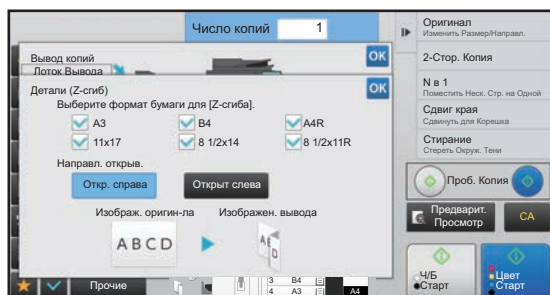 Число копий 1
Вывод копий
OK
Лоток Вывода
Детали (Z-сгиб)
OK
Выберите формат бумаги для [Z-сгиба].
A3 B4 A4R
11x17 8 1/2x14 8 1/2x11R
Направл. открыв.
Откр. справа Открыт слева
Изображ. оригин-ла Изображен. вывода
ABCD
Прочие
3 B4
4 A3
A4
Оригинал
Изменить Размер/Направл.
2-Стор. Копия
N в 1
Поместить Неск. Стр. на Одной
Сдвиг края
Сдвинуть для Корешка
Стирание
Стереть Окруж. Тени
Проб. Копия
Предварит.
Просмотр
CA
Ч/Б
Старт
Цвет
Старт